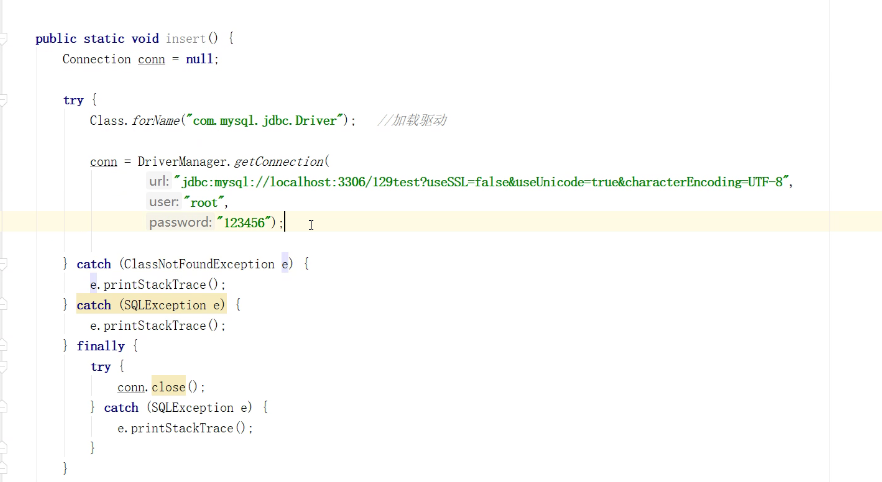 public static void insert() {
Connection conn = null;
try {
Class.forName("com.mysql.jdbc.Driver");   //加载驱动
conn = DriverManager.getConnection(
url: "jdbc:mysql://localhost:3306/129test?useSSL=false&useUnicode=true&characterEncoding=UTF-8",
user: "root",
password: "123456");
} catch (ClassNotFoundException e) {
e.printStackTrace();
} catch (SQLException e) {
e.printStackTrace();
} finally {
try {
conn.close();
} catch (SQLException e) {
e.printStackTrace();
}
}